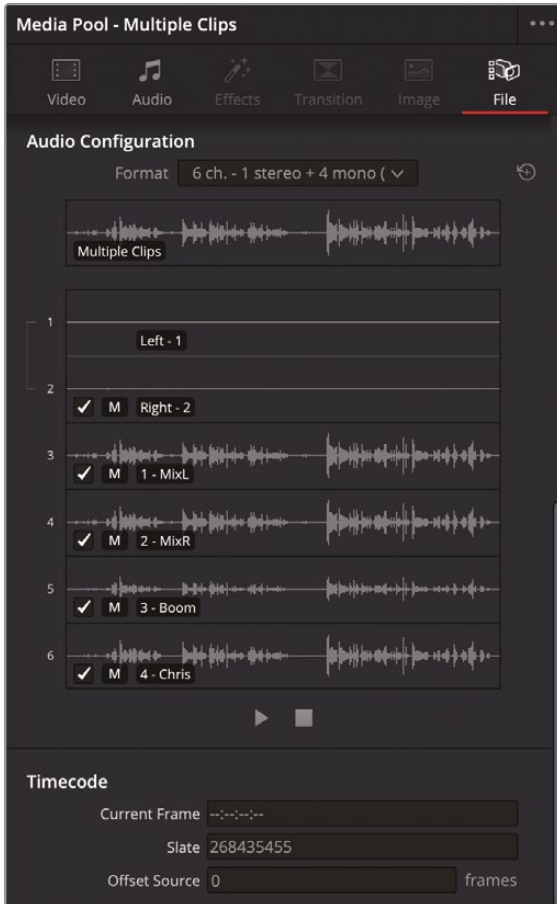 Media Pool - Multiple Clips
Video Audio Effects Transition Image File
Audio Configuration
Format 6 ch. - 1 stereo + 4 mono (
Multiple Clips
1
Left - 1
2
M Right - 2
3
M 1 - MixL
4
M 2 - MixR
5
M 3 - Boom
6
M 4 - Chris
Timecode
Current Frame --:--:--:--
Slate 268435455
Offset Source 0 frames